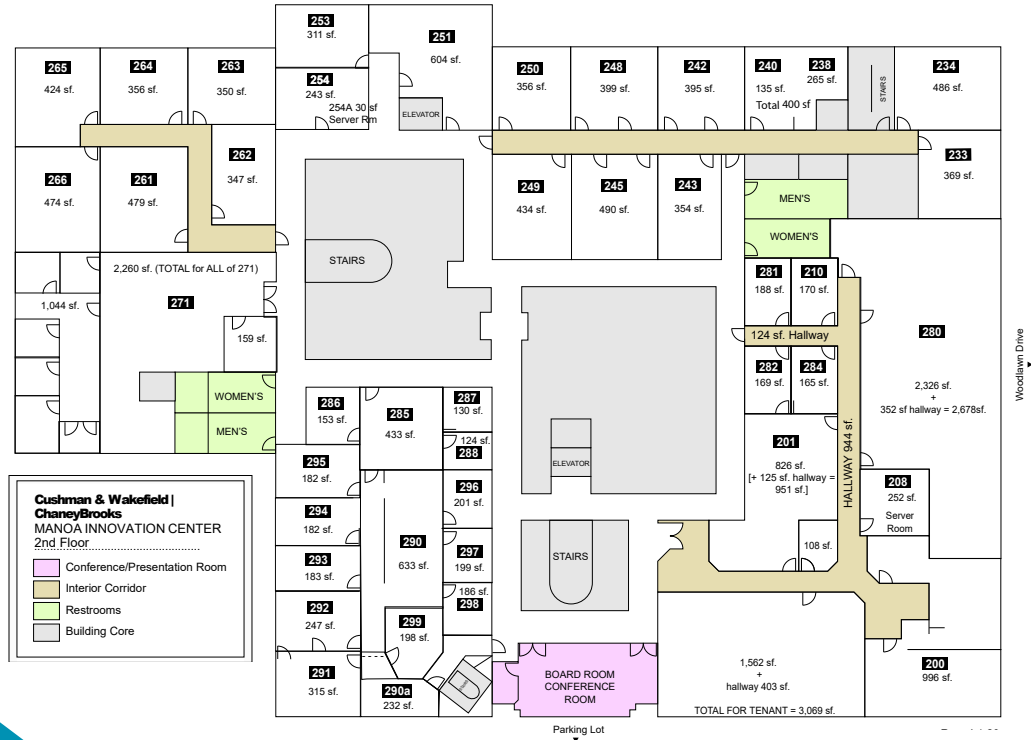 253
311 sf.
251
604 sf.
265
424 sf.
264
356 sf.
263
350 sf.
254
243 sf.
254A 30 sf
Server Rm
ELEVATOR
250
356 sf.
248
399 sf.
242
395 sf.
240
135 sf.
238
265 sf.
Total 400 sf
STAIRS
234
486 sf.
266
474 sf.
261
479 sf.
262
347 sf.
249
434 sf.
245
490 sf.
243
354 sf.
233
369 sf.
MEN'S
WOMEN'S
STAIRS
2,260 sf. (TOTAL for ALL of 271)
271
1,044 sf.
159 sf.
281
188 sf.
210
170 sf.
124 sf. Hallway
282
169 sf.
284
165 sf.
280
2,326 sf.
+
352 sf hallway = 2,678sf.
Woodlawn Drive
WOMEN'S
MEN'S
286
153 sf.
285
433 sf.
287
130 sf.
124 sf.
288
295
182 sf.
296
201 sf.
294
182 sf.
290
633 sf.
297
199 sf.
293
183 sf.
186 sf.
298
292
247 sf.
299
198 sf.
291
315 sf.
290a
232 sf.
ELEVATOR
STAIRS
201
826 sf.
[+ 125 sf. hallway =
951 sf.]
HALLWAY 944 sf.
208
252 sf.
Server
Room
108 sf.
BOARD ROOM
CONFERENCE
ROOM
1,562 sf.
+
hallway 403 sf.
TOTAL FOR TENANT = 3,069 sf.
200
996 sf.
Parking Lot
Cushman & Wakefield |
ChaneyBrooks
MANOA INNOVATION CENTER
2nd Floor
Conference/Presentation Room
Interior Corridor
Restrooms
Building Core